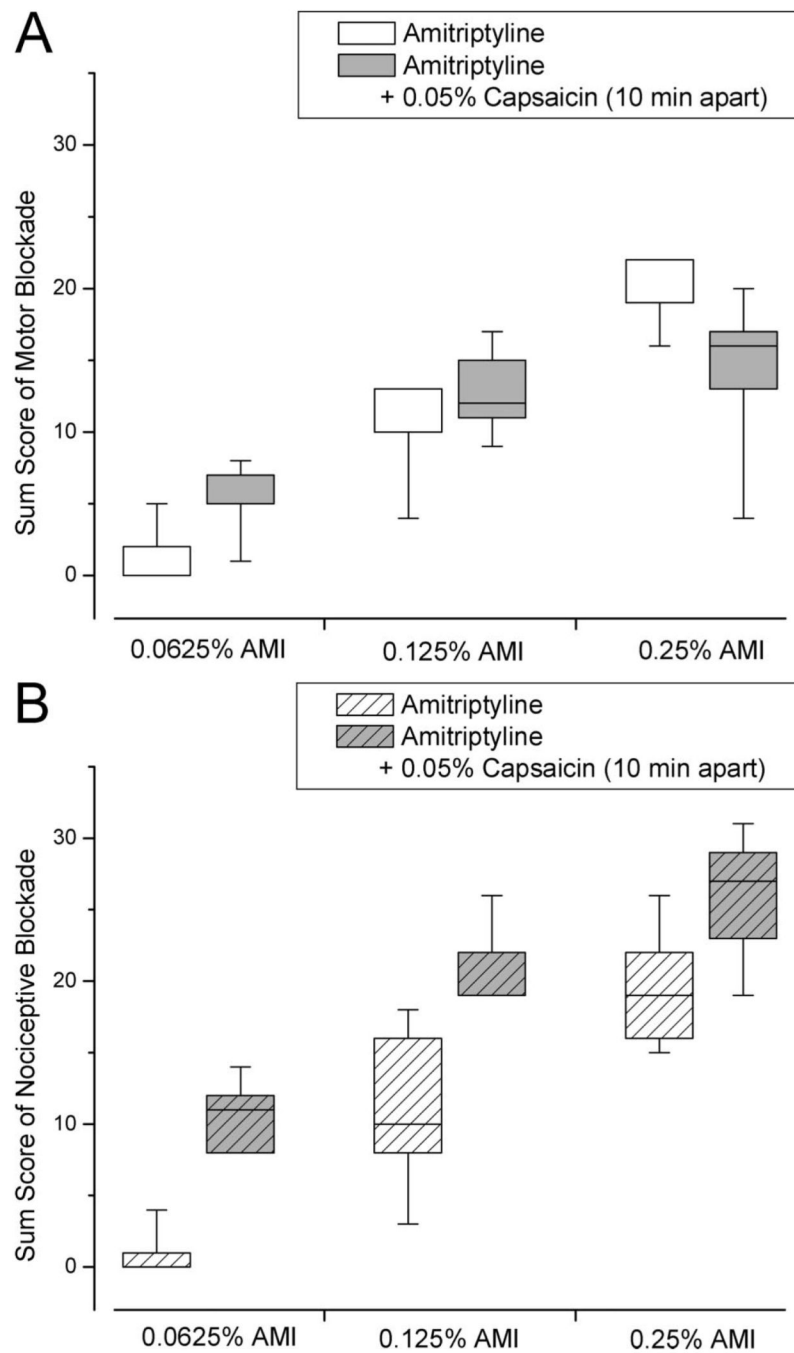 A
Amitriptyline
Amitriptyline
+ 0.05% Capsaicin (10 min apart)
Sum Score of Motor Blockade
30
20
10
0
0.0625% AMI
0.125% AMI
0.25% AMI
B
Amitriptyline
Amitriptyline
+ 0.05% Capsaicin (10 min apart)
Sum Score of Nociceptive Blockade
30
20
10
0
0.0625% AMI
0.125% AMI
0.25% AMI